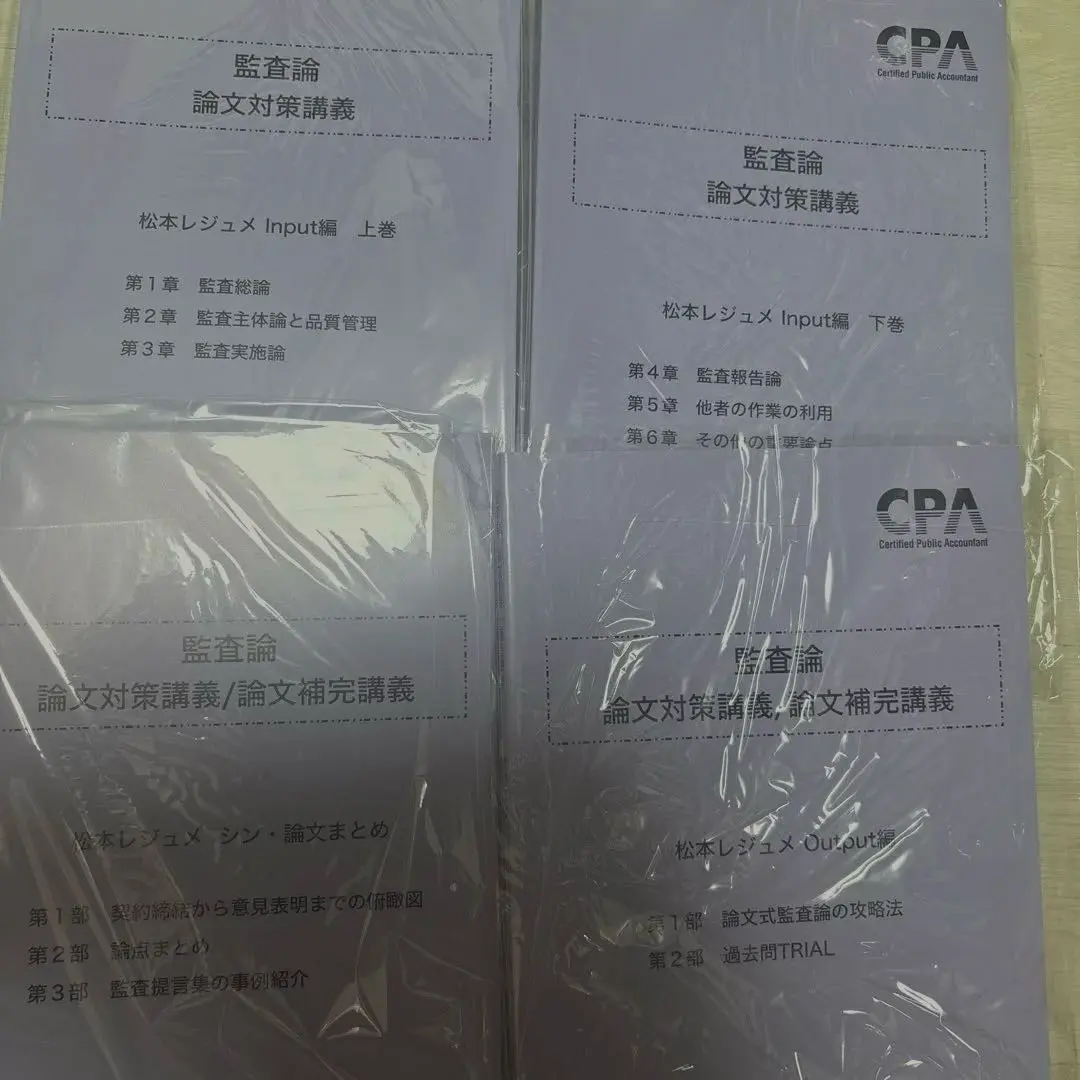 監査論
論文対策講義
松本レジュメ Input編　上巻
第1章　監査総論
第2章　監査主体論と品質管理
第3章　監査実施論
CPA
Certified Public Accountant
監査論
論文対策講義
松本レジュメ Input編　下巻
第4章　監査報告論
第5章　他者の作業の利用
第6章　その他の重要論点
監査論
論文対策講義/論文補完講義
松本レジュメ シン・論文まとめ
第1部　契約締結から意見表明までの俯瞰図
第2部　論点まとめ
第3部　監査提言集の事例紹介
CPA
Certified Public Accountant
監査論
論文対策講義/論文補完講義
松本レジュメ Output編
第1部　論文式監査論の攻略法
第2部　過去問TRIAL